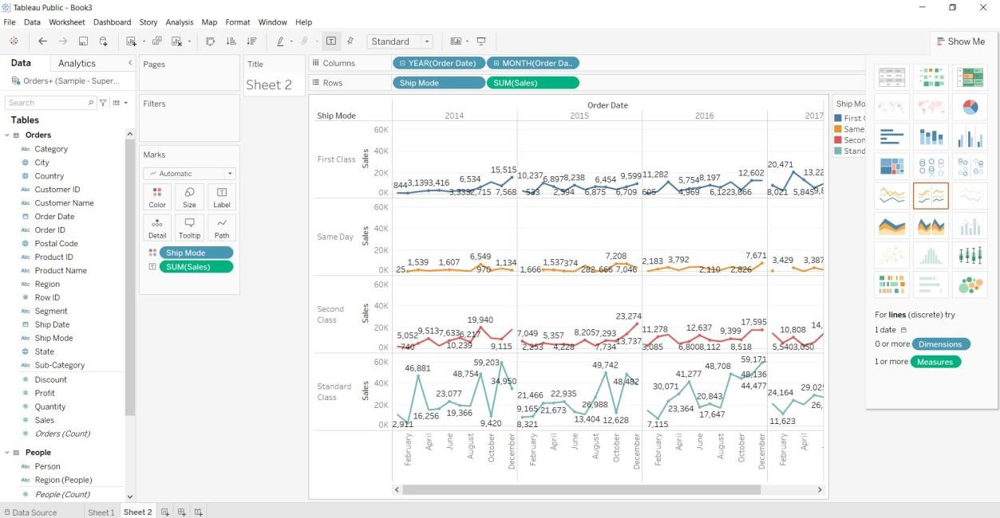 Tableau Public - Book3
File Data Worksheet Dashboard Story Analysis Map Format Window Help
Standard
Show Me
Data Analytics
Orders+ (Sample - Super...
Search
Tables
Orders
Abc Category
City
Country
Abc Customer ID
Abc Customer Name
Order Date
Abc Order ID
Postal Code
Abc Product ID
Abc Product Name
Abc Region
Row ID
Abc Segment
Ship Date
Abc Ship Mode
State
Abc Sub-Category
Discount
Profit
Quantity
Sales
Orders (Count)
People
Abc Person
Abc Region (People)
People (Count)
Pages
Filters
Marks
Automatic
Color Size Label
Detail Tooltip Path
Ship Mode
SUM(Sales)
Title
Sheet 2
Columns YEAR(Order Date) MONTH(Order Da..
Rows Ship Mode SUM(Sales)
Order Date
Ship Mode 2014 2015 2016 2017
First Class
Sales
60K
40K
20K
0K
844 3,139 3,416 6,534 15,515 10,237 6,897 8,238 6,454 9,599 11,282 5,754 8,197 12,602 20,471 13,22
2,715 7,568 533 2,594 6,875 6,709 605 4,969 6,122 3,866 8,021 5,845 9,8
Same Day
Sales
60K
40K
20K
0K
25 1,539 1,607 6,549 970 1,134 1,666 1,537 374 282 666 7,208 7,046 2,183 3,792 2,110 2,826 7,671 3,429 3,387
Second
Class
Sales
60K
40K
20K
0K
5,052 9,513 7,633 6,217 19,940 7,049 5,357 8,205 7,293 23,274 11,278 12,637 9,399 17,595 10,808 14,
740 10,239 9,115 2,253 4,228 7,734 13,737 3,085 6,800 8,112 8,518 5,540 3,050
Standard
Class
Sales
60K
40K
20K
0K
46,881 23,077 48,754 59,203 34,950 21,466 22,935 26,988 49,742 48,482 30,071 41,277 20,843 48,708 59,171 48,136 24,164 29,025
2,911 16,256 19,366 9,420 9,165 8,321 21,673 13,404 12,628 7,115 23,364 17,647 44,477 11,623 26,
February April June August October December February April June August October December February April June August October December February April
Ship Mo
First C
Same
Secon
Stand
For lines (discrete) try
1 date
0 or more Dimensions
1 or more Measures
Data Source Sheet 1 Sheet 2